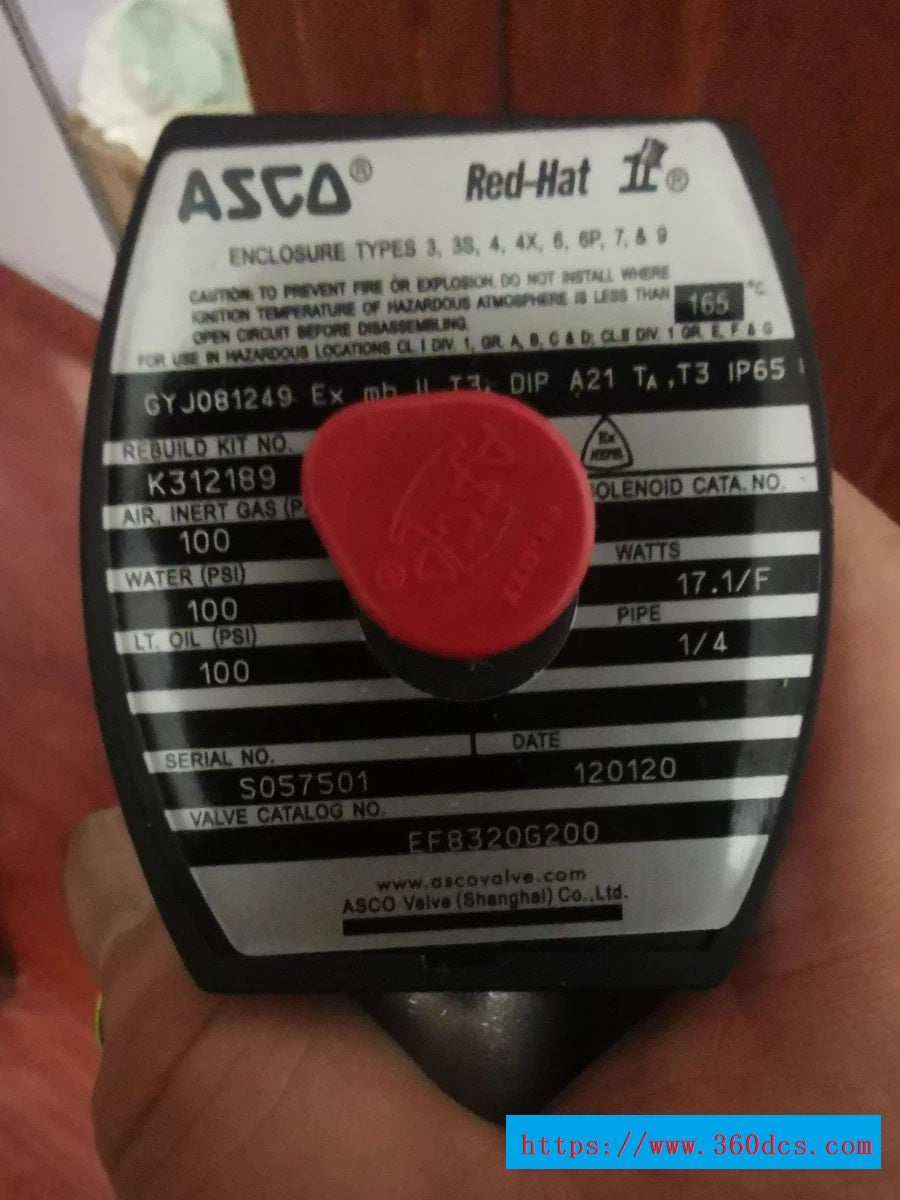 ASCO® Red-Hat II®
ENCLOSURE TYPES 3, 3S, 4, 4X, 6, 6P, 7, & 9
CAUTION: TO PREVENT FIRE OR EXPLOSION, DO NOT INSTALL WHERE
IGNITION TEMPERATURE OF HAZARDOUS ATMOSPHERE IS LESS THAN 165 °C.
OPEN CIRCUIT BEFORE DISASSEMBLING.
FOR USE IN HAZARDOUS LOCATIONS CL.I DIV. 1, GR. A, B, C & D; CL.II DIV. 1 GR. E, F & G
GYJ081249 Ex mb II T3, DIP A21 TA,T3 IP65
REBUILD KIT NO.
Ex
NEPSI
K312189
SOLENOID CATA. NO.
AIR, INERT GAS (P
100
WATTS
WATER (PSI)
17.1/F
100
PIPE
LT. OIL (PSI)
1/4
100
SERIAL NO. DATE
S057501 120120
VALVE CATALOG NO.
EF8320G200
www.ascovalve.com
ASCO Valve (Shanghai) Co.,Ltd.
ASCO
https://www.360dcs.com